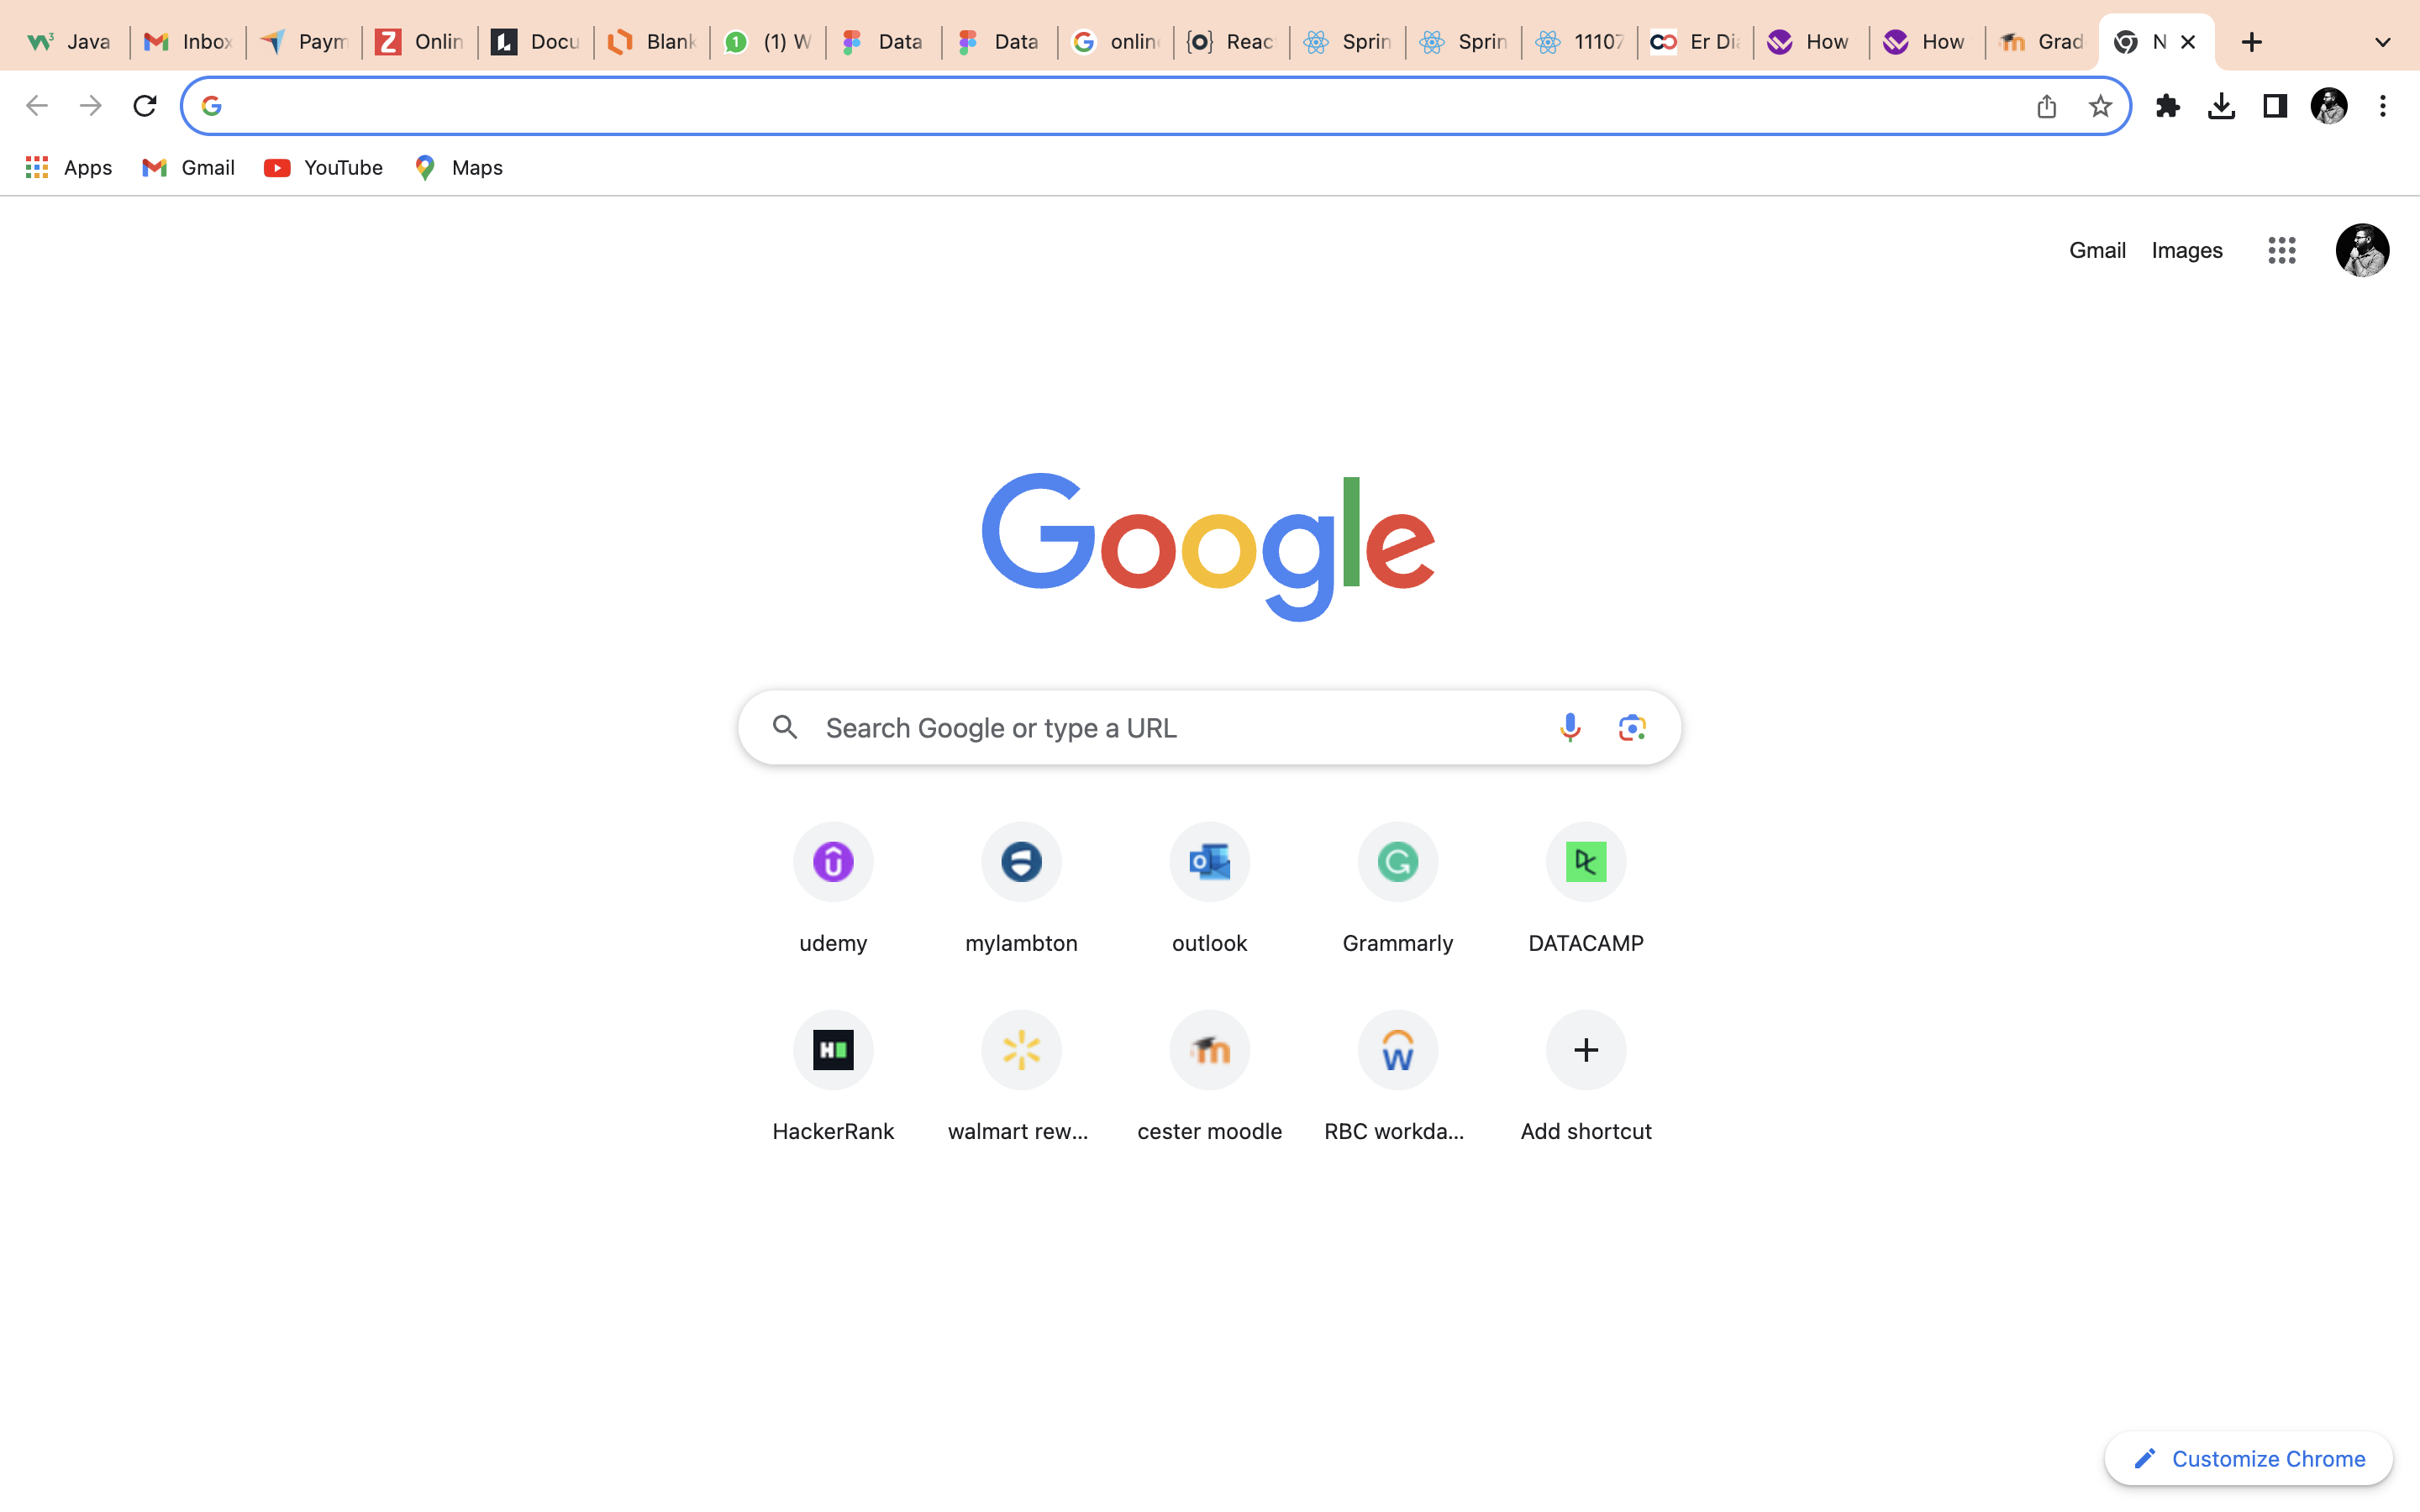 Java Inbox Paym Onlin Docu Blank (1) W Data Data onlin Reac Sprin Sprin 11107 Er Dia How How Grad N
Apps Gmail YouTube Maps
Gmail Images
Google
Search Google or type a URL
udemy mylambton outlook Grammarly DATACAMP
HackerRank walmart rew... cester moodle RBC workda... Add shortcut
Customize Chrome